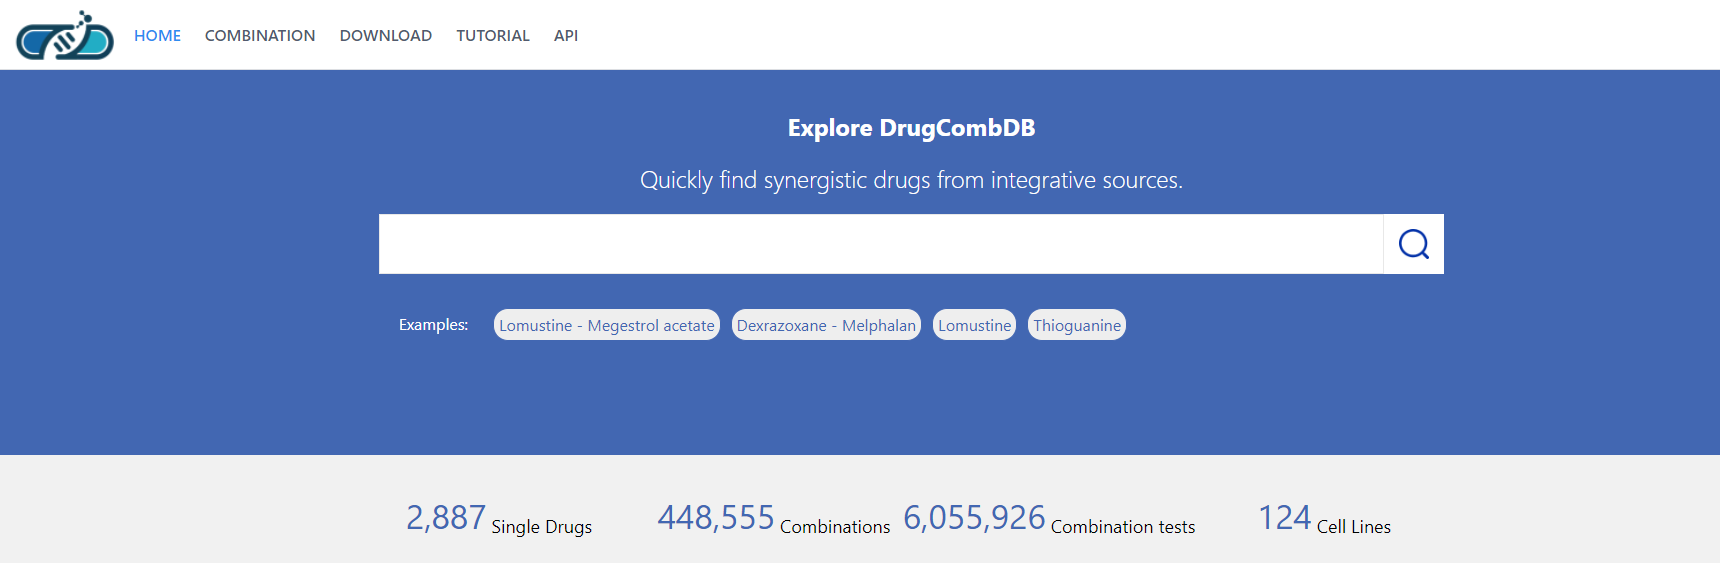 HOME COMBINATION DOWNLOAD TUTORIAL API
Explore DrugCombDB
Quickly find synergistic drugs from integrative sources.
Examples: Lomustine - Megestrol acetate Dexrazoxane - Melphalan Lomustine Thioguanine
2,887 Single Drugs 448,555 Combinations 6,055,926 Combination tests 124 Cell Lines